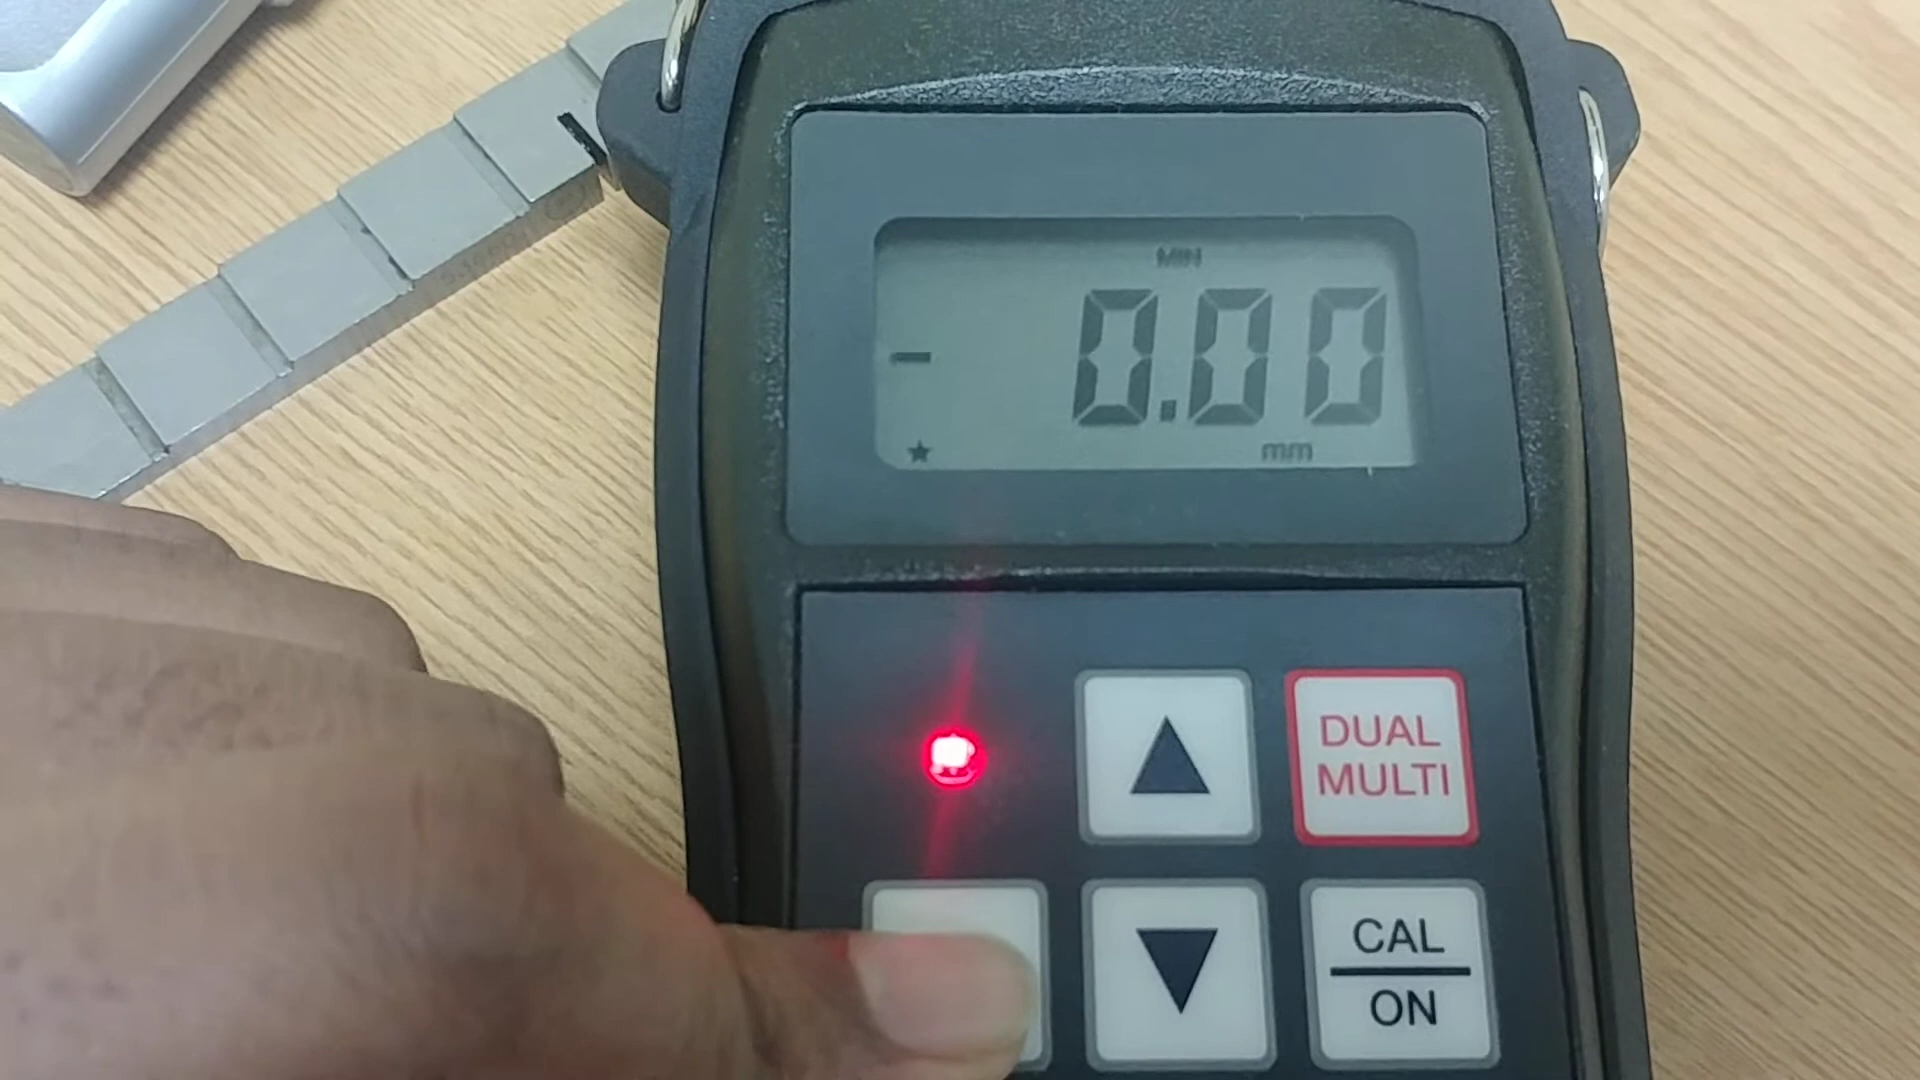 MIN
- 0.00
★ mm
DUAL
MULTI
CAL
ON